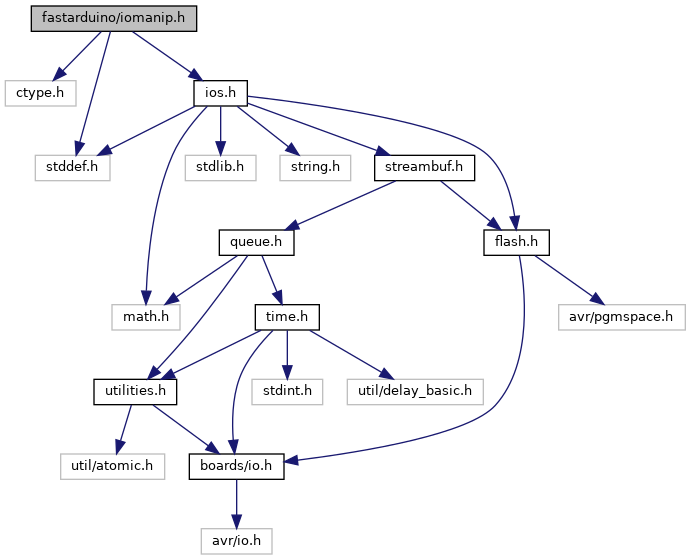 fastarduino/iomanip.h
ctype.h
ios.h
stddef.h
stdlib.h
string.h
streambuf.h
queue.h
flash.h
math.h
time.h
avr/pgmspace.h
utilities.h
stdint.h
util/delay_basic.h
util/atomic.h
boards/io.h
avr/io.h